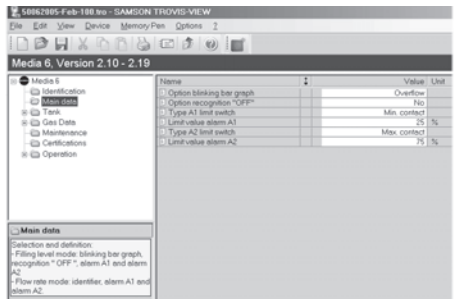 50062005-Feb-100.tro - SAMSON TROVIS-VIEW
File Edit View Device Memory Pen Options ?
Media 6, Version 2.10 - 2.19
Media 6
Identification
Main data
Tank
Gas Data
Maintenance
Certifications
Operation
Name Value Unit
Option blinking bar graph Overflow
Option recognition "OFF" No
Type A1 limit switch Min. contact
Limit value alarm A1 25 %
Type A2 limit switch Max. contact
Limit value alarm A2 75 %
Main data
Selection and definition:
- Filling level mode: blinking bar graph,
recognition " OFF ", alarm A1 and alarm
A2
- Flow rate mode: identifier, alarm A1 and
alarm A2.